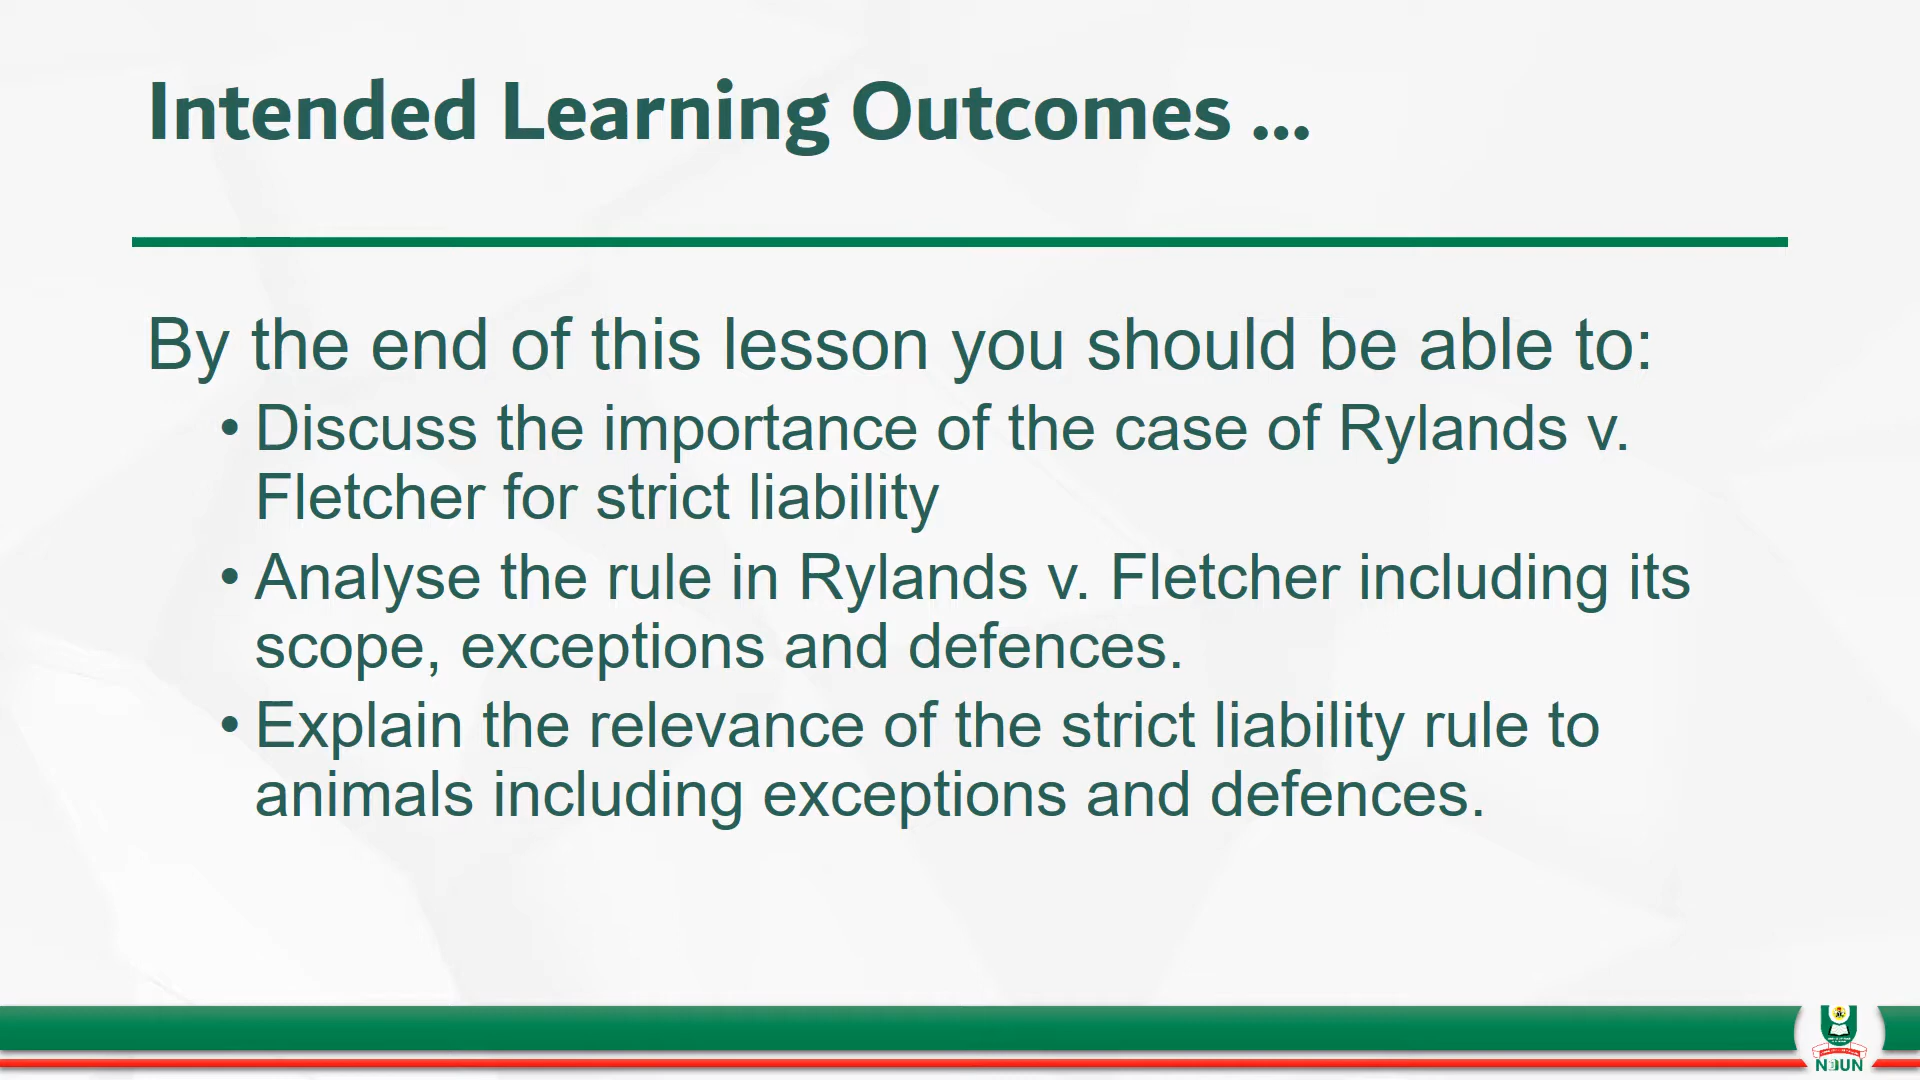 Intended Learning Outcomes ...
By the end of this lesson you should be able to:
• Discuss the importance of the case of Rylands v.
Fletcher for strict liability
• Analyse the rule in Rylands v. Fletcher including its
scope, exceptions and defences.
• Explain the relevance of the strict liability rule to
animals including exceptions and defences.
NOUN